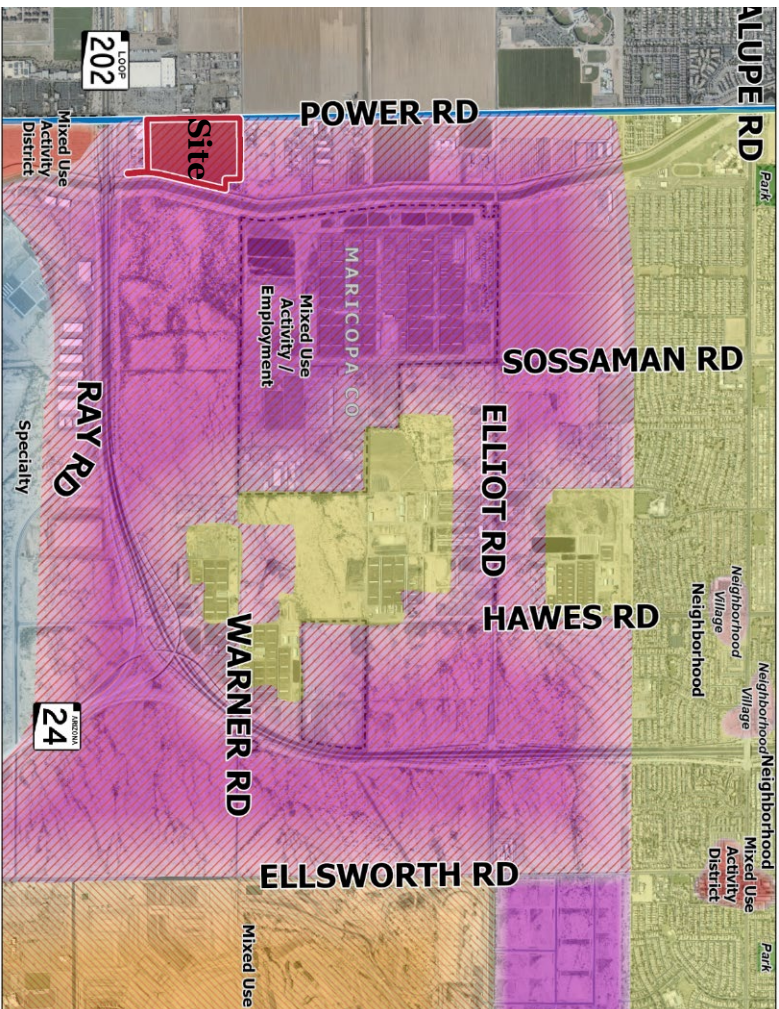 ALUPE RD
LOOP
202
POWER RD
Site
Mixed Use
Activity
District
Park
MARICOPA CO
Mixed Use
Activity /
Employment
SOSSAMAN RD
RAY RD
Specialty
ELLIOT RD
Neighborhood
Village
Neighborhood
HAWES RD
WARNER RD
Neighborhood
Village
ARIZONA
24
Neighborhood
Mixed Use
Activity
District
ELLSWORTH RD
Mixed Use
Park